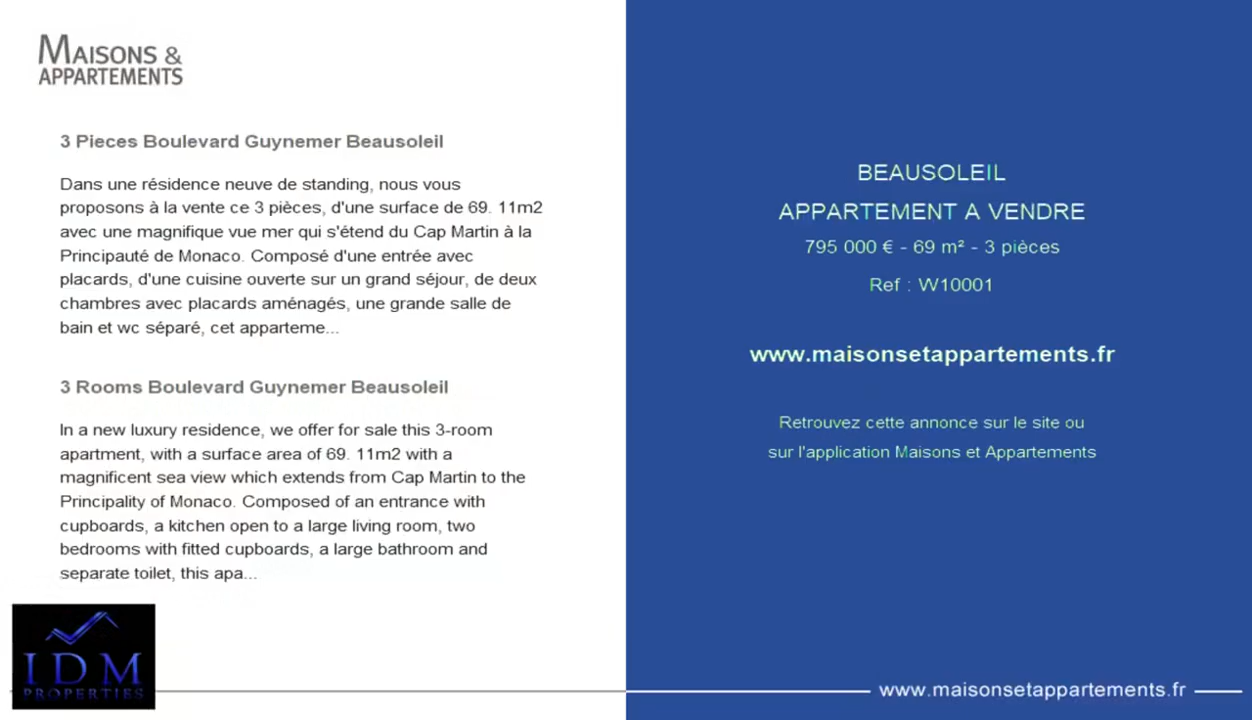 MAISONS &
APPARTEMENTS
3 Pieces Boulevard Guynemer Beausoleil
Dans une résidence neuve de standing, nous vous
proposons à la vente ce 3 pièces, d'une surface de 69. 11m2
avec une magnifique vue mer qui s'étend du Cap Martin à la
Principauté de Monaco. Composé d'une entrée avec
placards, d'une cuisine ouverte sur un grand séjour, de deux
chambres avec placards aménagés, une grande salle de
bain et wc séparé, cet apparteme...
3 Rooms Boulevard Guynemer Beausoleil
In a new luxury residence, we offer for sale this 3-room
apartment, with a surface area of 69. 11m2 with a
magnificent sea view which extends from Cap Martin to the
Principality of Monaco. Composed of an entrance with
cupboards, a kitchen open to a large living room, two
bedrooms with fitted cupboards, a large bathroom and
separate toilet, this apa...
IDM
PROPERTIES
BEAUSOLEIL
APPARTEMENT A VENDRE
795 000 € - 69 m² - 3 pièces
Ref : W10001
www.maisonsetappartements.fr
Retrouvez cette annonce sur le site ou
sur l'application Maisons et Appartements
www.maisonsetappartements.fr